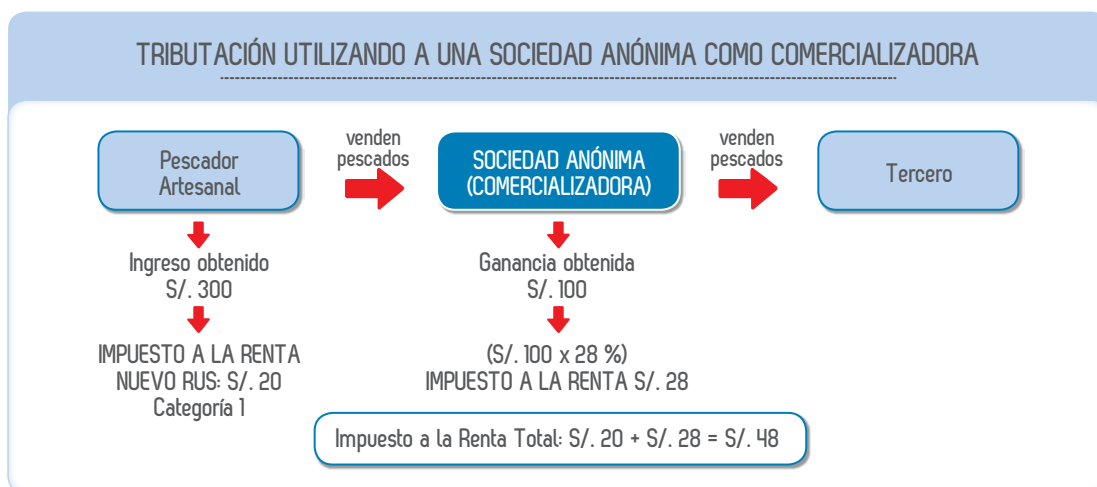 TRIBUTACIÓN UTILIZANDO A UNA SOCIEDAD ANÓNIMA COMO COMERCIALIZADORA
Pescador
Artesanal
venden
pescados
SOCIEDAD ANÓNIMA
(COMERCIALIZADORA)
venden
pescados
Tercero
Ingreso obtenido
S/. 300
Ganancia obtenida
S/. 100
IMPUESTO A LA RENTA
NUEVO RUS: S/. 20
Categoría 1
(S/. 100 x 28 %)
IMPUESTO A LA RENTA S/. 28
Impuesto a la Renta Total: S/. 20 + S/. 28 = S/. 48